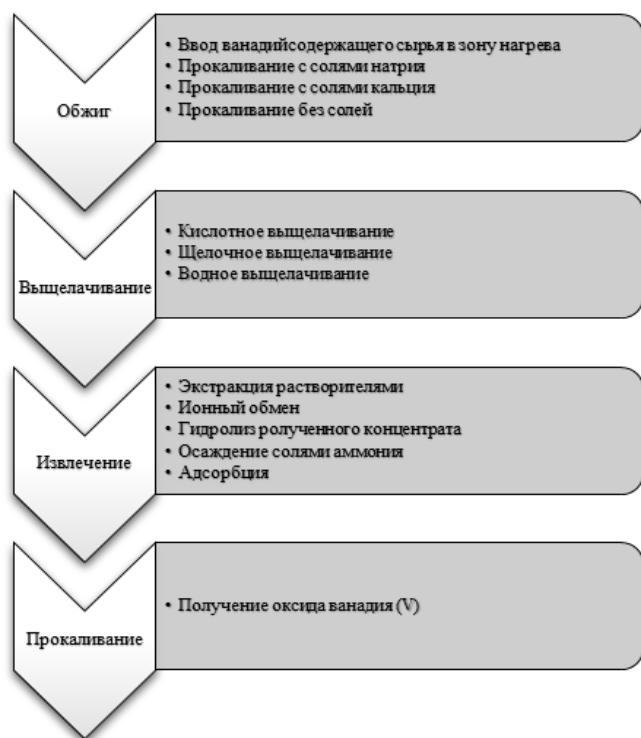 Обжиг
• Ввод ванадийсодержащего сырья в зону нагрева
• Прокаливание с солями натрия
• Прокаливание с солями кальция
• Прокаливание без солей
Выщелачивание
• Кислотное выщелачивание
• Щелочное выщелачивание
• Водное выщелачивание
Извлечение
• Экстракция растворителями
• Ионный обмен
• Гидролиз ролученного концентрата
• Осаждение солями аммония
• Адсорбция
Прокаливание
• Получение оксида ванадия (V)